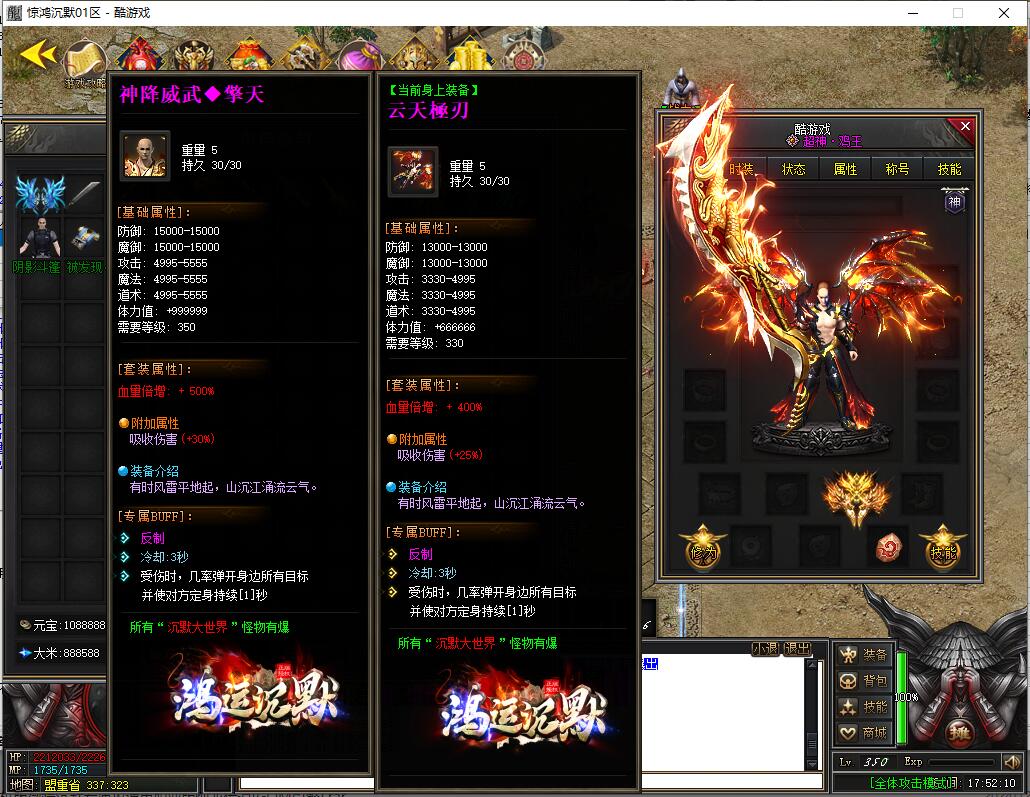 惊鸿沉默01区 - 酷游戏
游戏攻略
神降威武◆擎天
重量 5
持久 30/30
[基础属性]:
防御: 15000-15000
魔御: 15000-15000
攻击: 4995-5555
魔法: 4995-5555
道术: 4995-5555
体力值: +999999
需要等级: 350
[套装属性]:
血量倍增: + 500%
附加属性
吸收伤害(+30%)
装备介绍
有时风雷平地起，山沉江涌流云气。
[专属BUFF]:
反制
冷却:3秒
受伤时，几率弹开身边所有目标
并使对方定身持续[1]秒
所有“沉默大世界”怪物有爆
鸿运沉默
【当前身上装备】
云天極刃
重量 5
持久 30/30
[基础属性]:
防御: 13000-13000
魔御: 13000-13000
攻击: 3330-4995
魔法: 3330-4995
道术: 3330-4995
体力值: +666666
需要等级: 330
[套装属性]:
血量倍增: + 400%
附加属性
吸收伤害(+25%)
装备介绍
有时风雷平地起，山沉江涌流云气。
[专属BUFF]:
反制
冷却:3秒
受伤时，几率弹开身边所有目标
并使对方定身持续[1]秒
所有“沉默大世界”怪物有爆
鸿运沉默
酷游戏
超神·鸡王
时装 状态 属性 称号 技能
神
修为
技能
阴影斗篷 被发现
元宝:1088888
大米:888588
HP: 2212033/2226
MP: 1735/1735
地图: 盟重省 337:323
小退 退出
装备
背包
技能
商城
100%
Lv 350 Exp
[全体攻击模式] 17:52:10